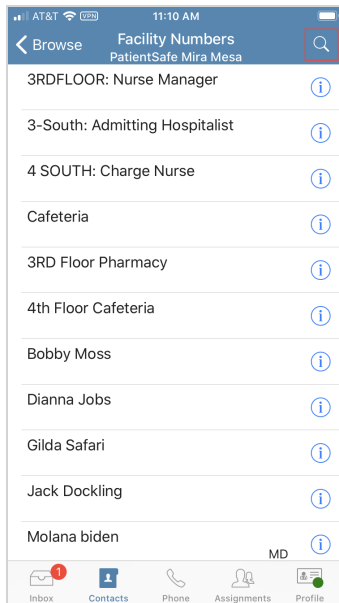 AT&T VPN 11:10 AM
Browse Facility Numbers
PatientSafe Mira Mesa
3RDFLOOR: Nurse Manager
3-South: Admitting Hospitalist
4 SOUTH: Charge Nurse
Cafeteria
3RD Floor Pharmacy
4th Floor Cafeteria
Bobby Moss
Dianna Jobs
Gilda Safari
Jack Dockling
Molana biden
MD
1
Inbox Contacts Phone Assignments Profile